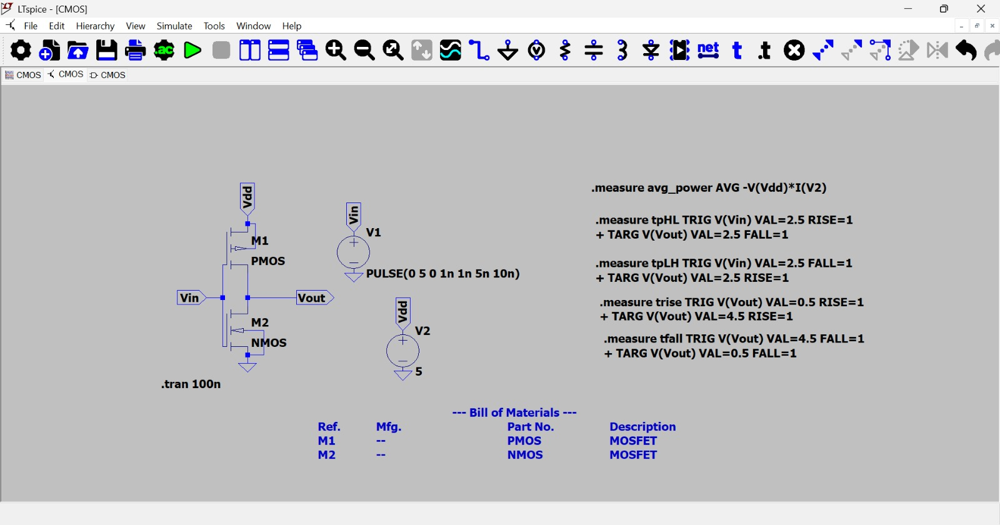 LTspice - [CMOS]
File Edit Hierarchy View Simulate Tools Window Help
.ac
net
t
.t
CMOS CMOS CMOS
Vdd
M1
PMOS
Vin
Vout
M2
NMOS
.tran 100n
Vin
V1
PULSE(0 5 0 1n 1n 5n 10n)
Vdd
V2
5
.measure avg_power AVG -V(Vdd)*I(V2)
.measure tpHL TRIG V(Vin) VAL=2.5 RISE=1
+ TARG V(Vout) VAL=2.5 FALL=1
.measure tpLH TRIG V(Vin) VAL=2.5 FALL=1
+ TARG V(Vout) VAL=2.5 RISE=1
.measure trise TRIG V(Vout) VAL=0.5 RISE=1
+ TARG V(Vout) VAL=4.5 RISE=1
.measure tfall TRIG V(Vout) VAL=4.5 FALL=1
+ TARG V(Vout) VAL=0.5 FALL=1
--- Bill of Materials ---
Ref. Mfg. Part No. Description
M1 -- PMOS MOSFET
M2 -- NMOS MOSFET